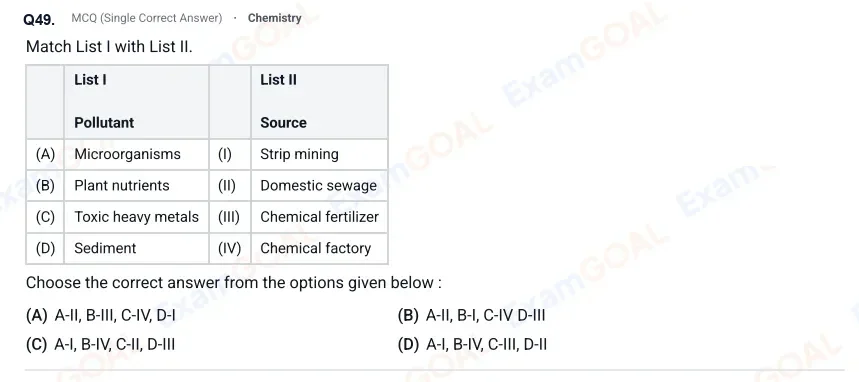 Q49. MCQ (Single Correct Answer) · Chemistry
Match List I with List II.
List I List II
Pollutant Source
(A) Microorganisms (I) Strip mining
(B) Plant nutrients (II) Domestic sewage
(C) Toxic heavy metals (III) Chemical fertilizer
(D) Sediment (IV) Chemical factory
Choose the correct answer from the options given below :
(A) A-II, B-III, C-IV, D-I (B) A-II, B-I, C-IV D-III
(C) A-I, B-IV, C-II, D-III (D) A-I, B-IV, C-III, D-II
ExamGOAL